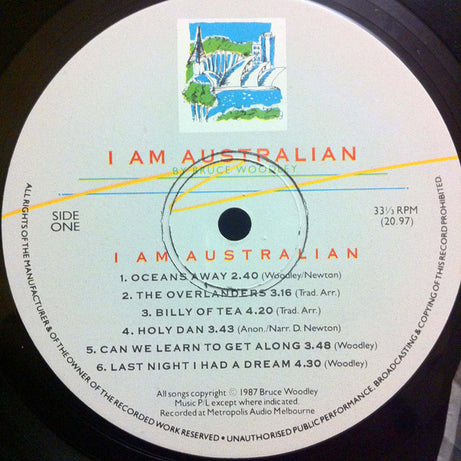 I AM AUSTRALIAN
BY BRUCE WOODLEY
SIDE
ONE
33⅓ RPM
(20.97)
I AM AUSTRALIAN
1. OCEANS AWAY 2.40 (Woodley/Newton)
2. THE OVERLANDERS 3.16 (Trad. Arr.)
3. BILLY OF TEA 4.20 (Trad. Arr.)
4. HOLY DAN 3.43 (Anon./Narr. D. Newton)
5. CAN WE LEARN TO GET ALONG 3.48 (Woodley)
6. LAST NIGHT I HAD A DREAM 4.30 (Woodley)
All songs copyright © 1987 Bruce Woodley
Music P/L except where indicated.
Recorded at Metropolis Audio Melbourne
ALL RIGHTS OF THE MANUFACTURER & OF THE OWNER OF THE RECORDED WORK RESERVED • UNAUTHORISED PUBLIC PERFORMANCE, BROADCASTING & COPYING OF THIS RECORD PROHIBITED.